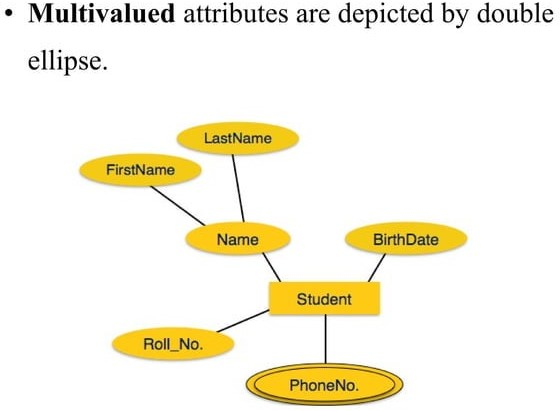 • Multivalued attributes are depicted by double
ellipse.
LastName
FirstName
Name
BirthDate
Student
Roll_No.
PhoneNo.